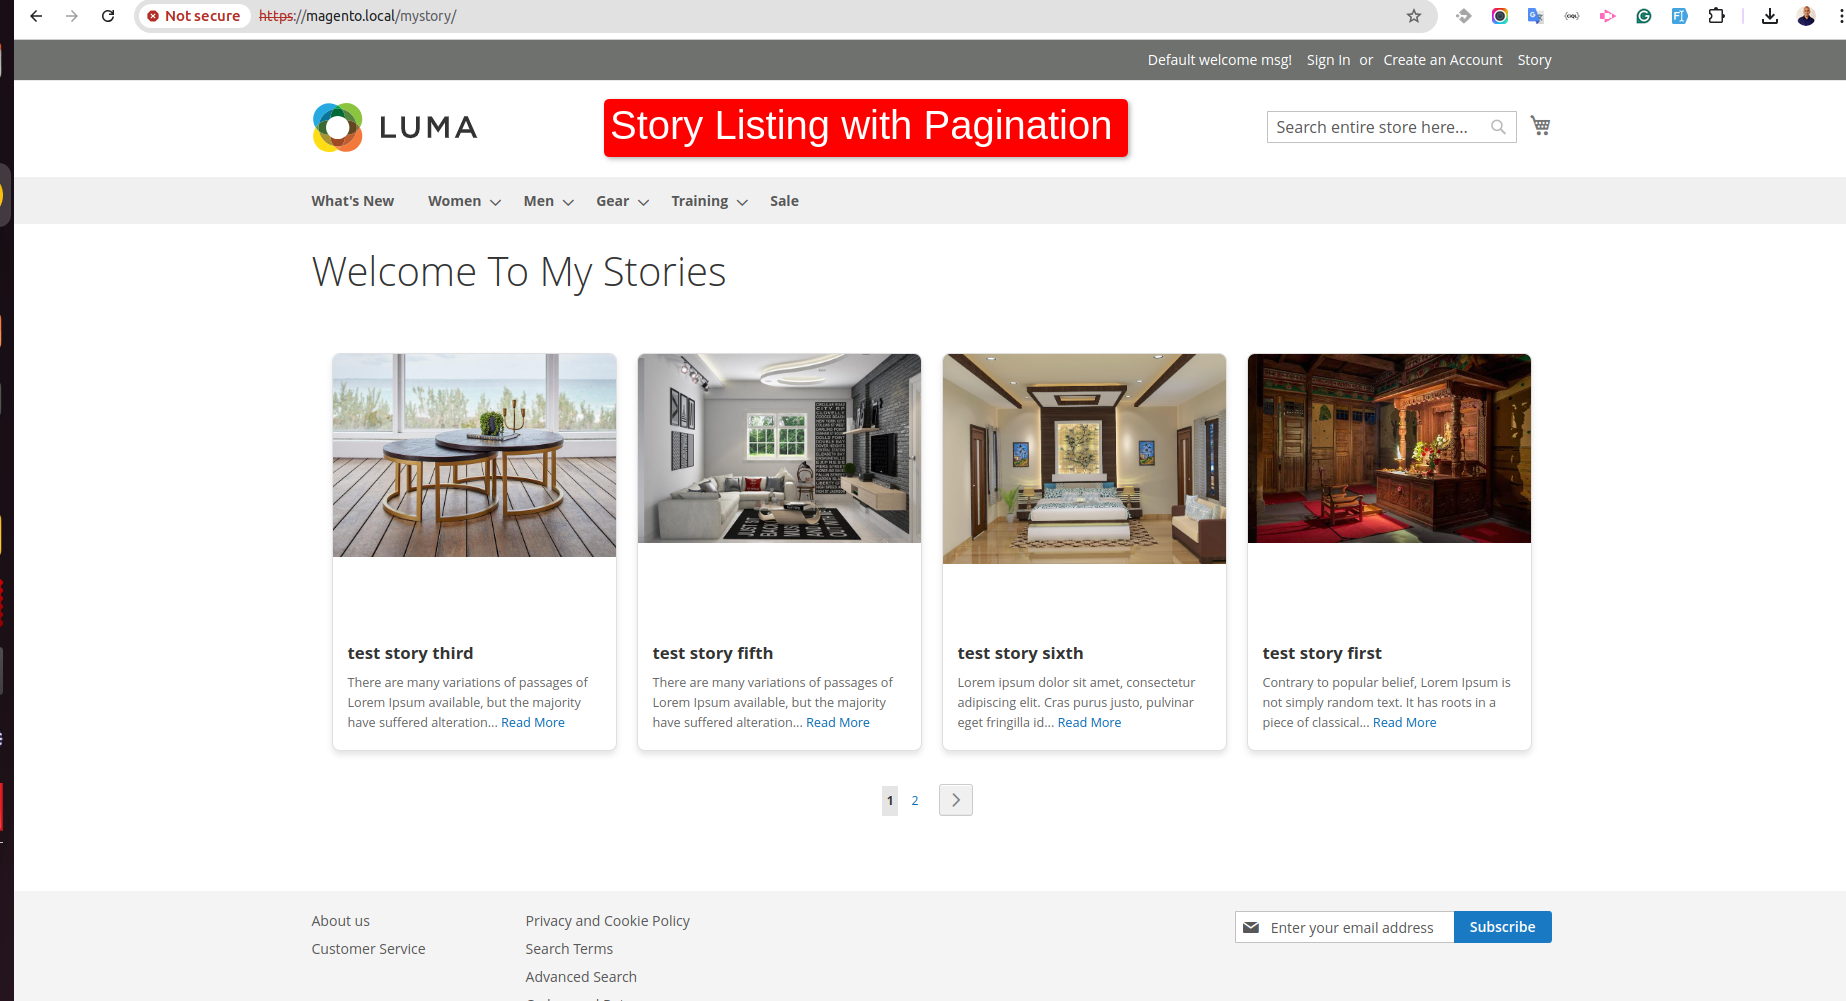 Not secure https://magento.local/mystory/
Default welcome msg! Sign In or Create an Account Story
LUMA
Story Listing with Pagination
Search entire store here...
What's New Women Men Gear Training Sale
Welcome To My Stories
test story third
There are many variations of passages of
Lorem Ipsum available, but the majority
have suffered alteration... Read More
test story fifth
There are many variations of passages of
Lorem Ipsum available, but the majority
have suffered alteration... Read More
test story sixth
Lorem ipsum dolor sit amet, consectetur
adipiscing elit. Cras purus justo, pulvinar
eget fringilla id... Read More
test story first
Contrary to popular belief, Lorem Ipsum is
not simply random text. It has roots in a
piece of classical... Read More
1 2
About us
Customer Service
Privacy and Cookie Policy
Search Terms
Advanced Search
Enter your email address Subscribe